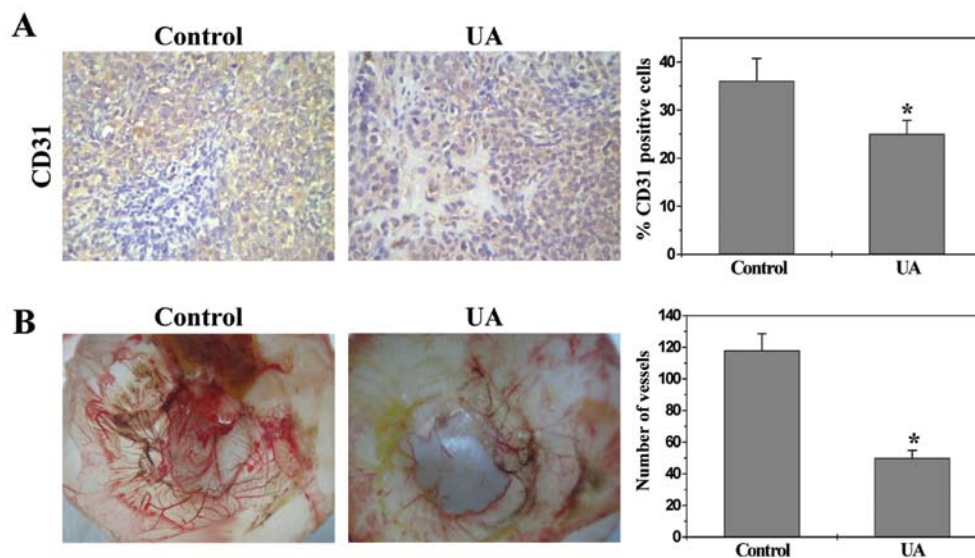 A
Control
UA
CD31
% CD31 positive cells
40
30
20
10
0
*
Control
UA
B
Control
UA
Number of vessels
140
120
100
80
60
40
20
0
*
Control
UA